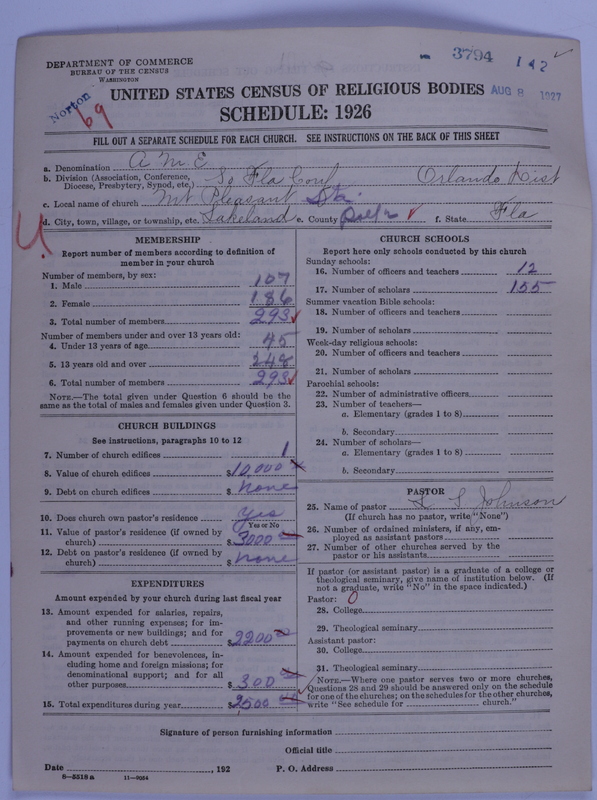 3794 1 d 2
DEPARTMENT OF COMMERCE
BUREAU OF THE CENSUS
WASHINGTON
Norton
69
UNITED STATES CENSUS OF RELIGIOUS BODIES AUG 8 1927
SCHEDULE: 1926
FILL OUT A SEPARATE SCHEDULE FOR EACH CHURCH. SEE INSTRUCTIONS ON THE BACK OF THIS SHEET
a. Denomination A M E
b. Division (Association, Conference, Diocese, Presbytery, Synod, etc.) So Fla Conf Orlando Dist
c. Local name of church Mt Pleasant Sta.
d. City, town, village, or township, etc. Lakeland e. County Polk f. State Fla
U.
MEMBERSHIP
Report number of members according to definition of
member in your church
Number of members, by sex:
1. Male 107
2. Female 186
3. Total number of members 293
Number of members under and over 13 years old:
4. Under 13 years of age 45
5. 13 years old and over 248
6. Total number of members 293
NOTE.—The total given under Question 6 should be the
same as the total of males and females given under Question 3.
CHURCH BUILDINGS
See instructions, paragraphs 10 to 12
7. Number of church edifices 1
8. Value of church edifices $10,000
9. Debt on church edifices $ None
10. Does church own pastor's residence Yes
Yes or No
11. Value of pastor's residence (if owned by
church) $3000 00
12. Debt on pastor's residence (if owned by
church) $ None
EXPENDITURES
Amount expended by your church during last fiscal year
13. Amount expended for salaries, repairs,
and other running expenses; for im-
provements or new buildings; and for
payments on church debt $2200 00
14. Amount expended for benevolences, in-
cluding home and foreign missions; for
denominational support; and for all
other purposes $300 00
15. Total expenditures during year $2500 00
CHURCH SCHOOLS
Report here only schools conducted by this church
Sunday schools:
16. Number of officers and teachers 12
17. Number of scholars 155
Summer vacation Bible schools:
18. Number of officers and teachers
19. Number of scholars
Week-day religious schools:
20. Number of officers and teachers
21. Number of scholars
Parochial schools:
22. Number of administrative officers
23. Number of teachers—
a. Elementary (grades 1 to 8)
b. Secondary
24. Number of scholars—
a. Elementary (grades 1 to 8)
b. Secondary
PASTOR
25. Name of pastor S S Johnson
(If church has no pastor, write "None")
26. Number of ordained ministers, if any, em-
ployed as assistant pastors
27. Number of other churches served by the
pastor or his assistants
If pastor (or assistant pastor) is a graduate of a college or
theological seminary, give name of institution below. (If
not a graduate, write "No" in the space indicated.)
Pastor: 0
28. College
29. Theological seminary
Assistant pastor:
30. College
31. Theological seminary
NOTE.—Where one pastor serves two or more churches,
Questions 28 and 29 should be answered only on the schedule
for one of the churches; on the schedules for the other churches,
write "See schedule for church."
Signature of person furnishing information
Official title
Date , 192 P. O. Address
8—5518 a 11—9054